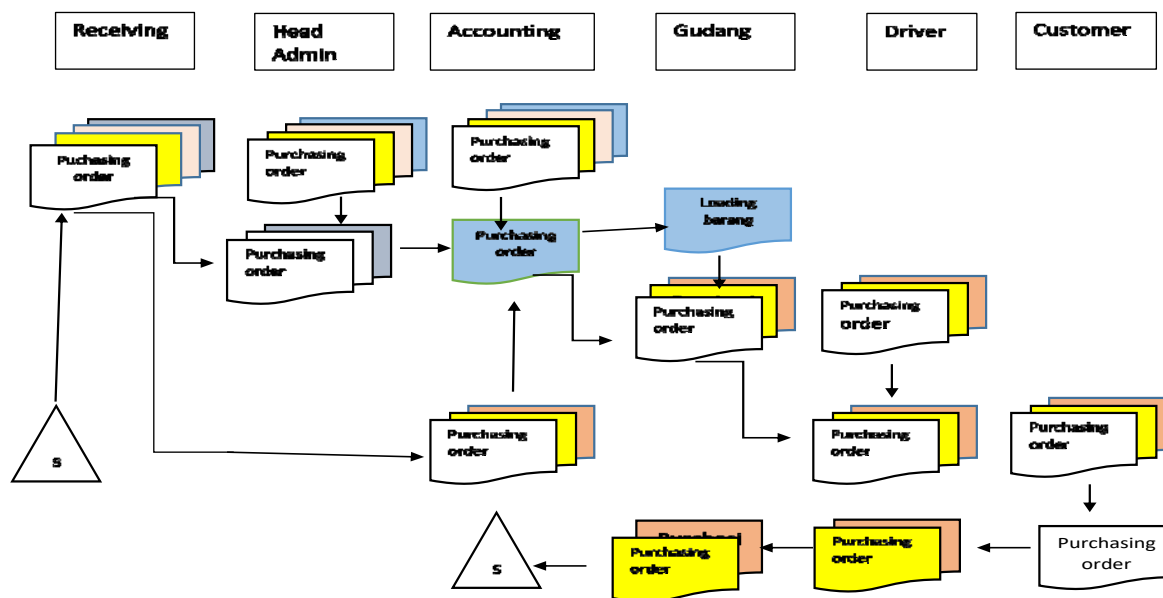 Receiving
Head
Admin
Accounting
Gudang
Driver
Customer
Puchasing
order
Purchasing
order
Purchasing
order
Purchasing
order
Purchasing
order
Loading
barang
Purchasing
order
Purchasing
order
Purchasing
order
Purchasing
order
Purchasing
order
s
s
Purchasing
order
Purchasing
order
Purchasing
order